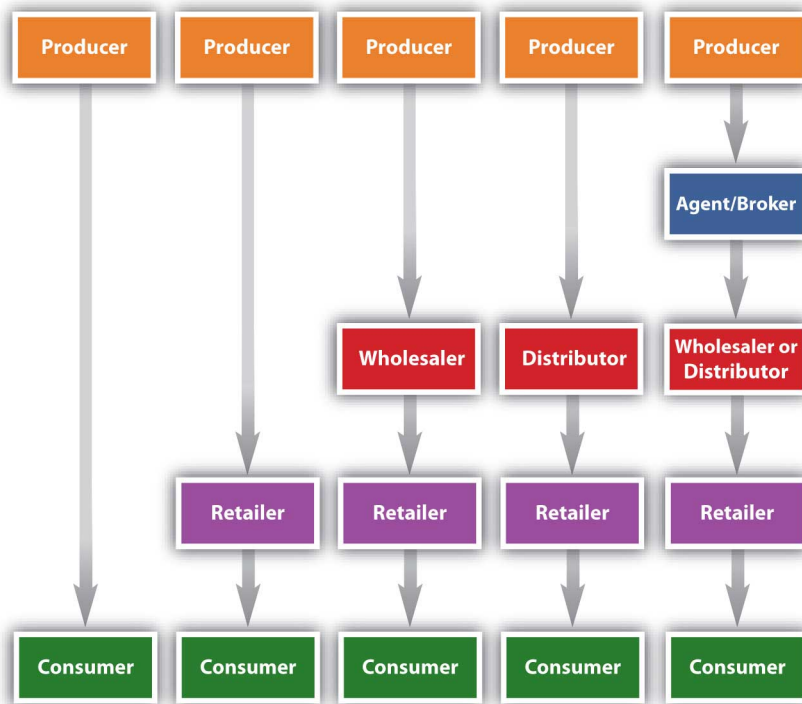 Producer
Producer
Producer
Producer
Producer
Agent/Broker
Wholesaler
Distributor
Wholesaler or
Distributor
Retailer
Retailer
Retailer
Retailer
Consumer
Consumer
Consumer
Consumer
Consumer